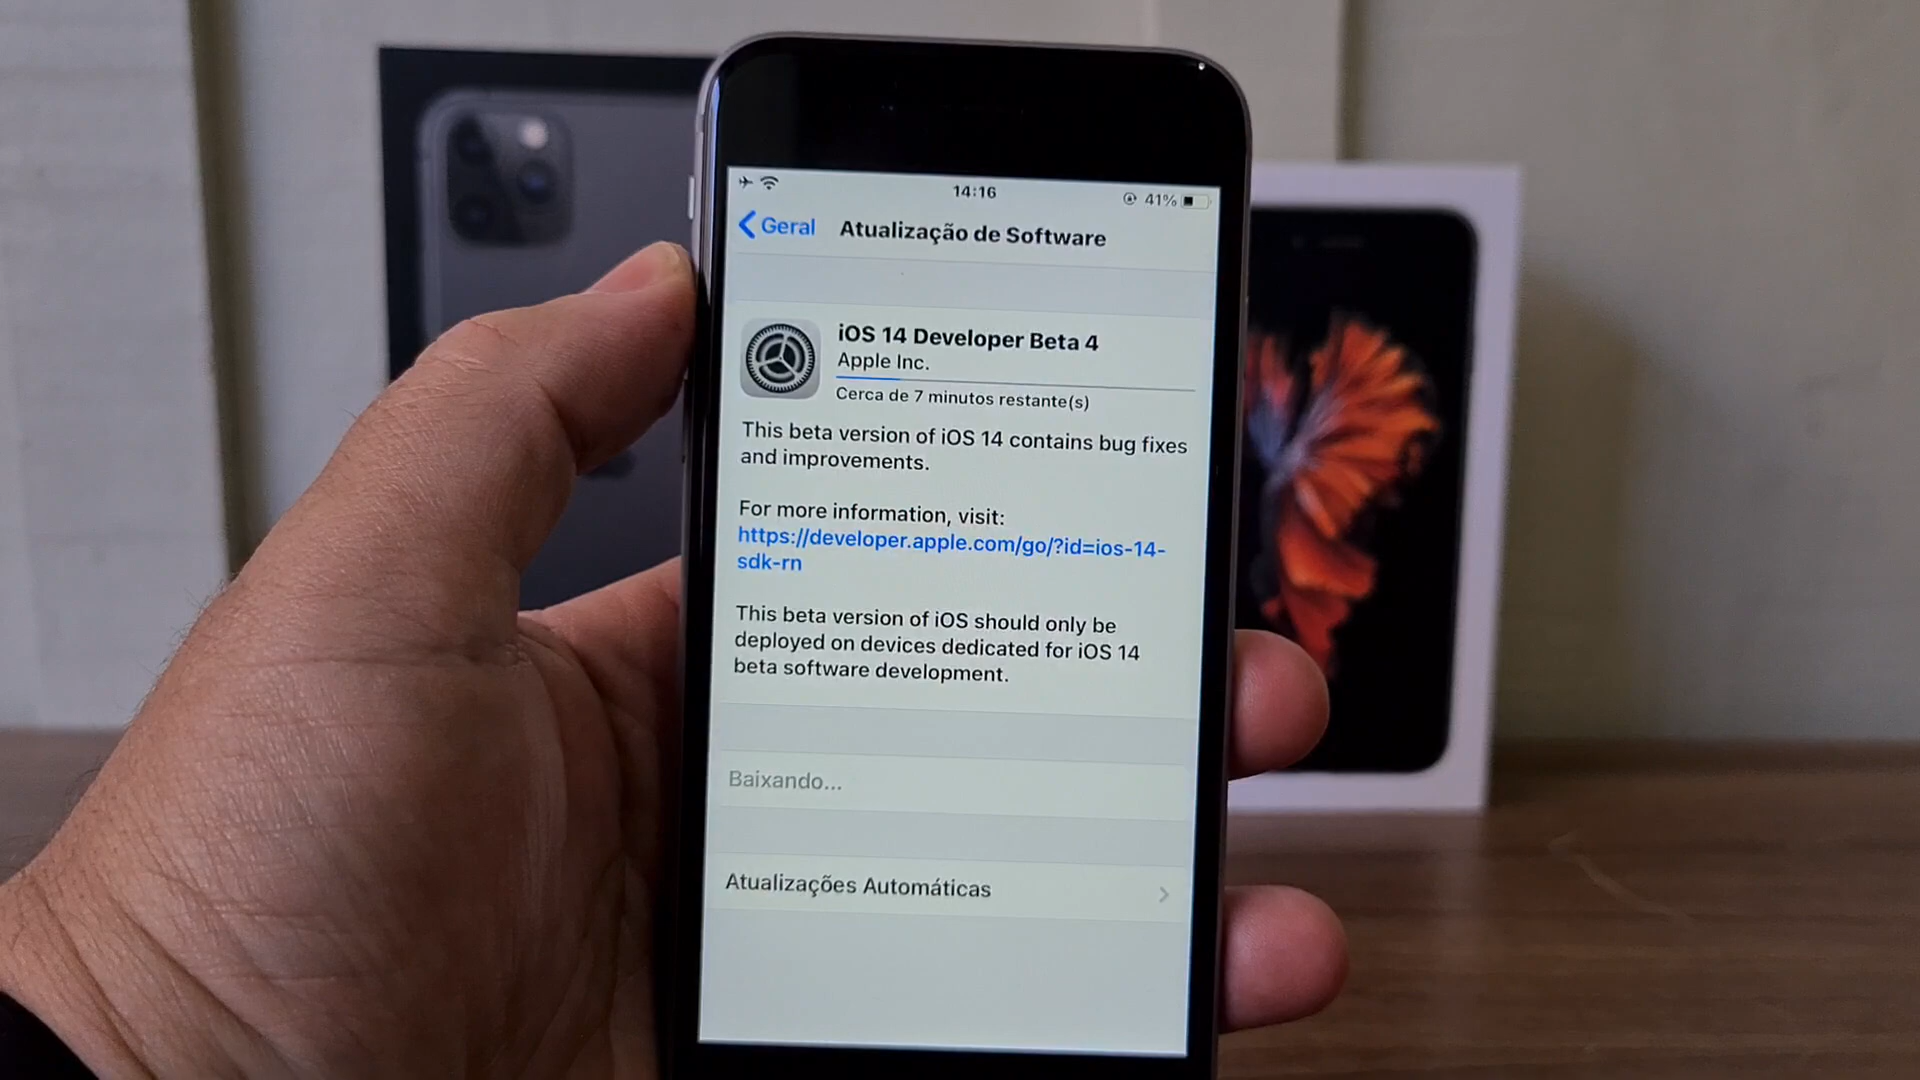 14:16
41%
Geral
Atualização de Software
iOS 14 Developer Beta 4
Apple Inc.
Cerca de 7 minutos restante(s)
This beta version of iOS 14 contains bug fixes
and improvements.
For more information, visit:
https://developer.apple.com/go/?id=ios-14-
sdk-rn
This beta version of iOS should only be
deployed on devices dedicated for iOS 14
beta software development.
Baixando...
Atualizações Automáticas